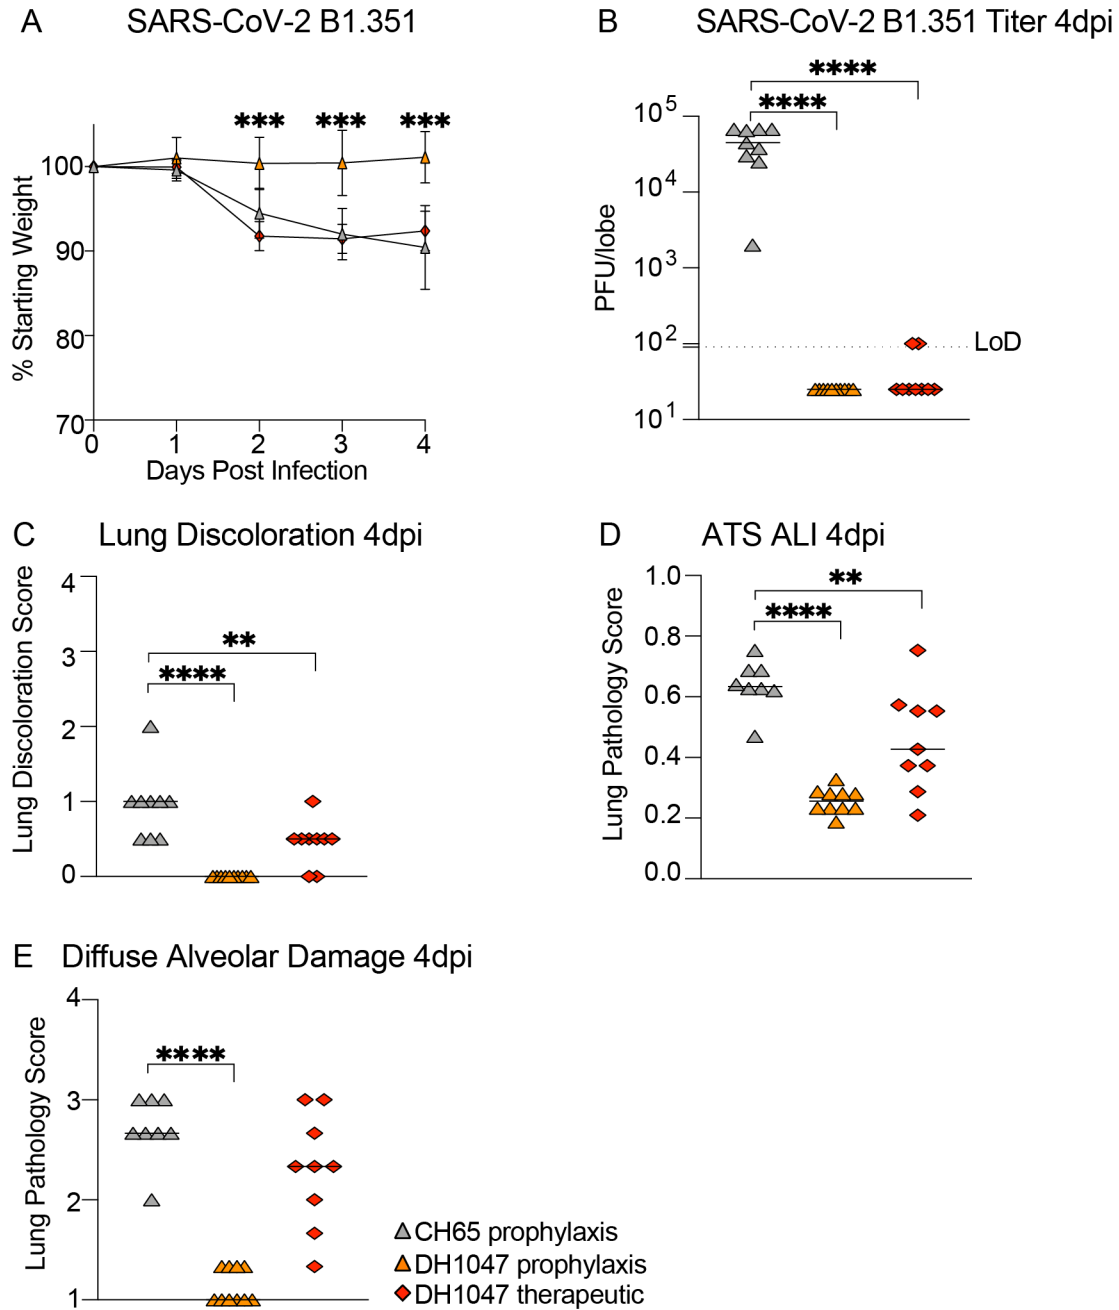 A SARS-CoV-2 B1.351
*** *** ***
100
90
80
70
% Starting Weight
0 1 2 3 4
Days Post Infection
B SARS-CoV-2 B1.351 Titer 4dpi
****
****
10^5
10^4
10^3
10^2
10^1
PFU/lobe
LoD
C Lung Discoloration 4dpi
4
3
2
1
0
Lung Discoloration Score
**
****
D ATS ALI 4dpi
1.0
0.8
0.6
0.4
0.2
0.0
Lung Pathology Score
**
****
E Diffuse Alveolar Damage 4dpi
4
3
2
1
Lung Pathology Score
****
CH65 prophylaxis
DH1047 prophylaxis
DH1047 therapeutic